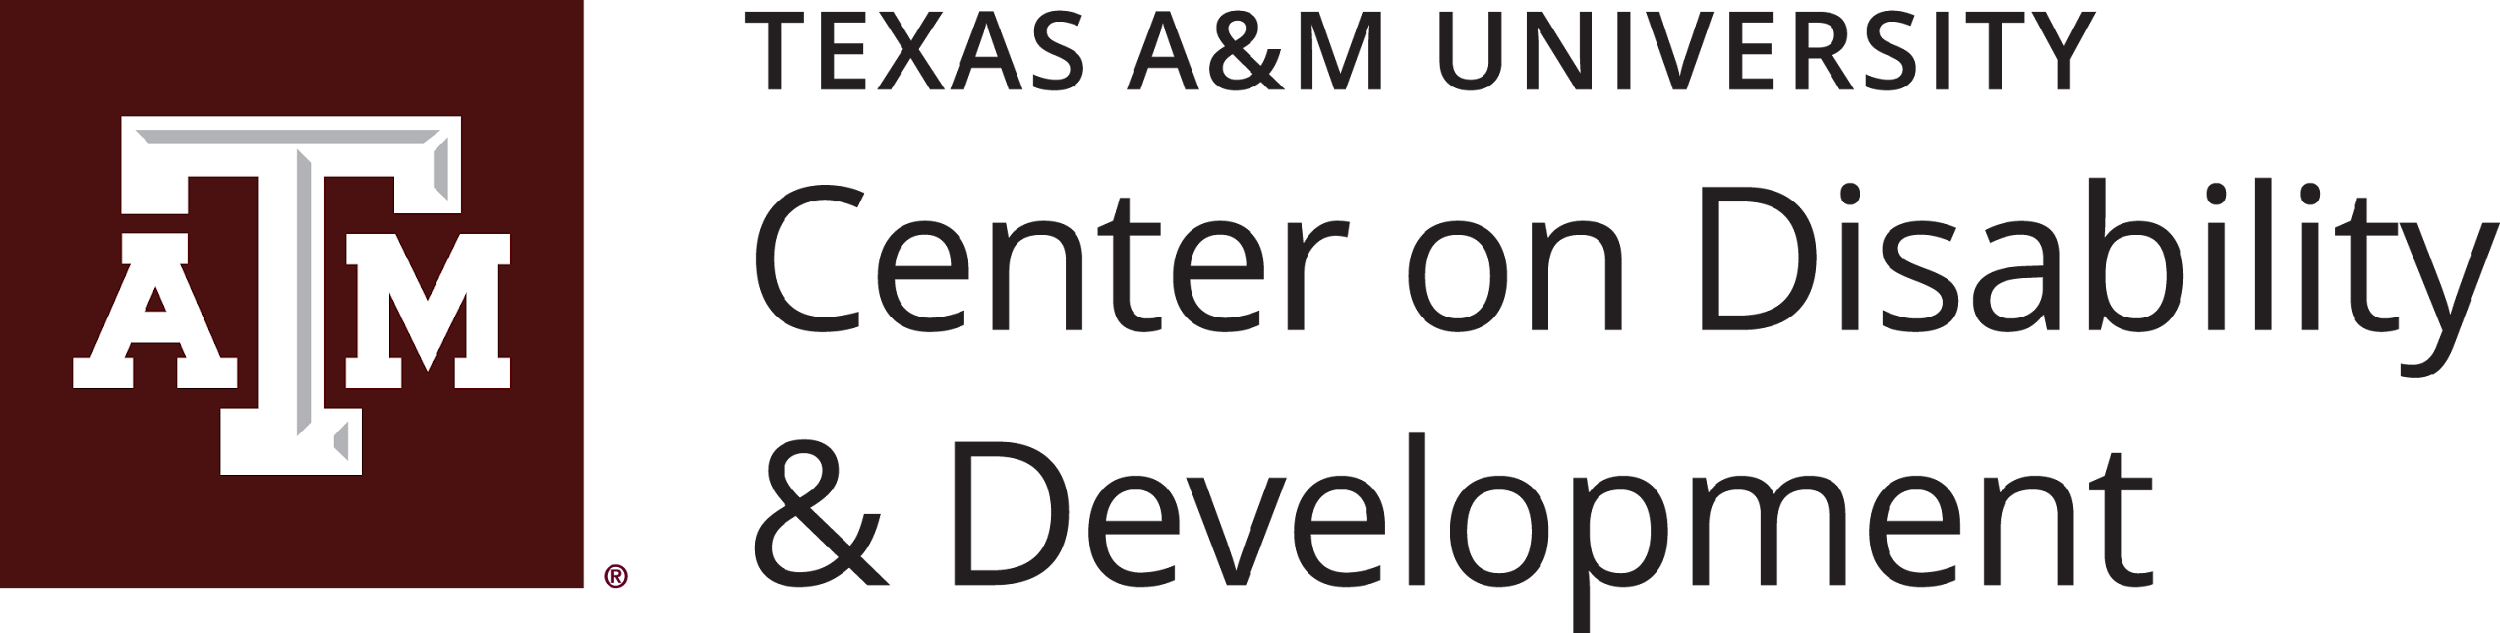 ATM ®
TEXAS A&M UNIVERSITY
Center on Disability
& Development